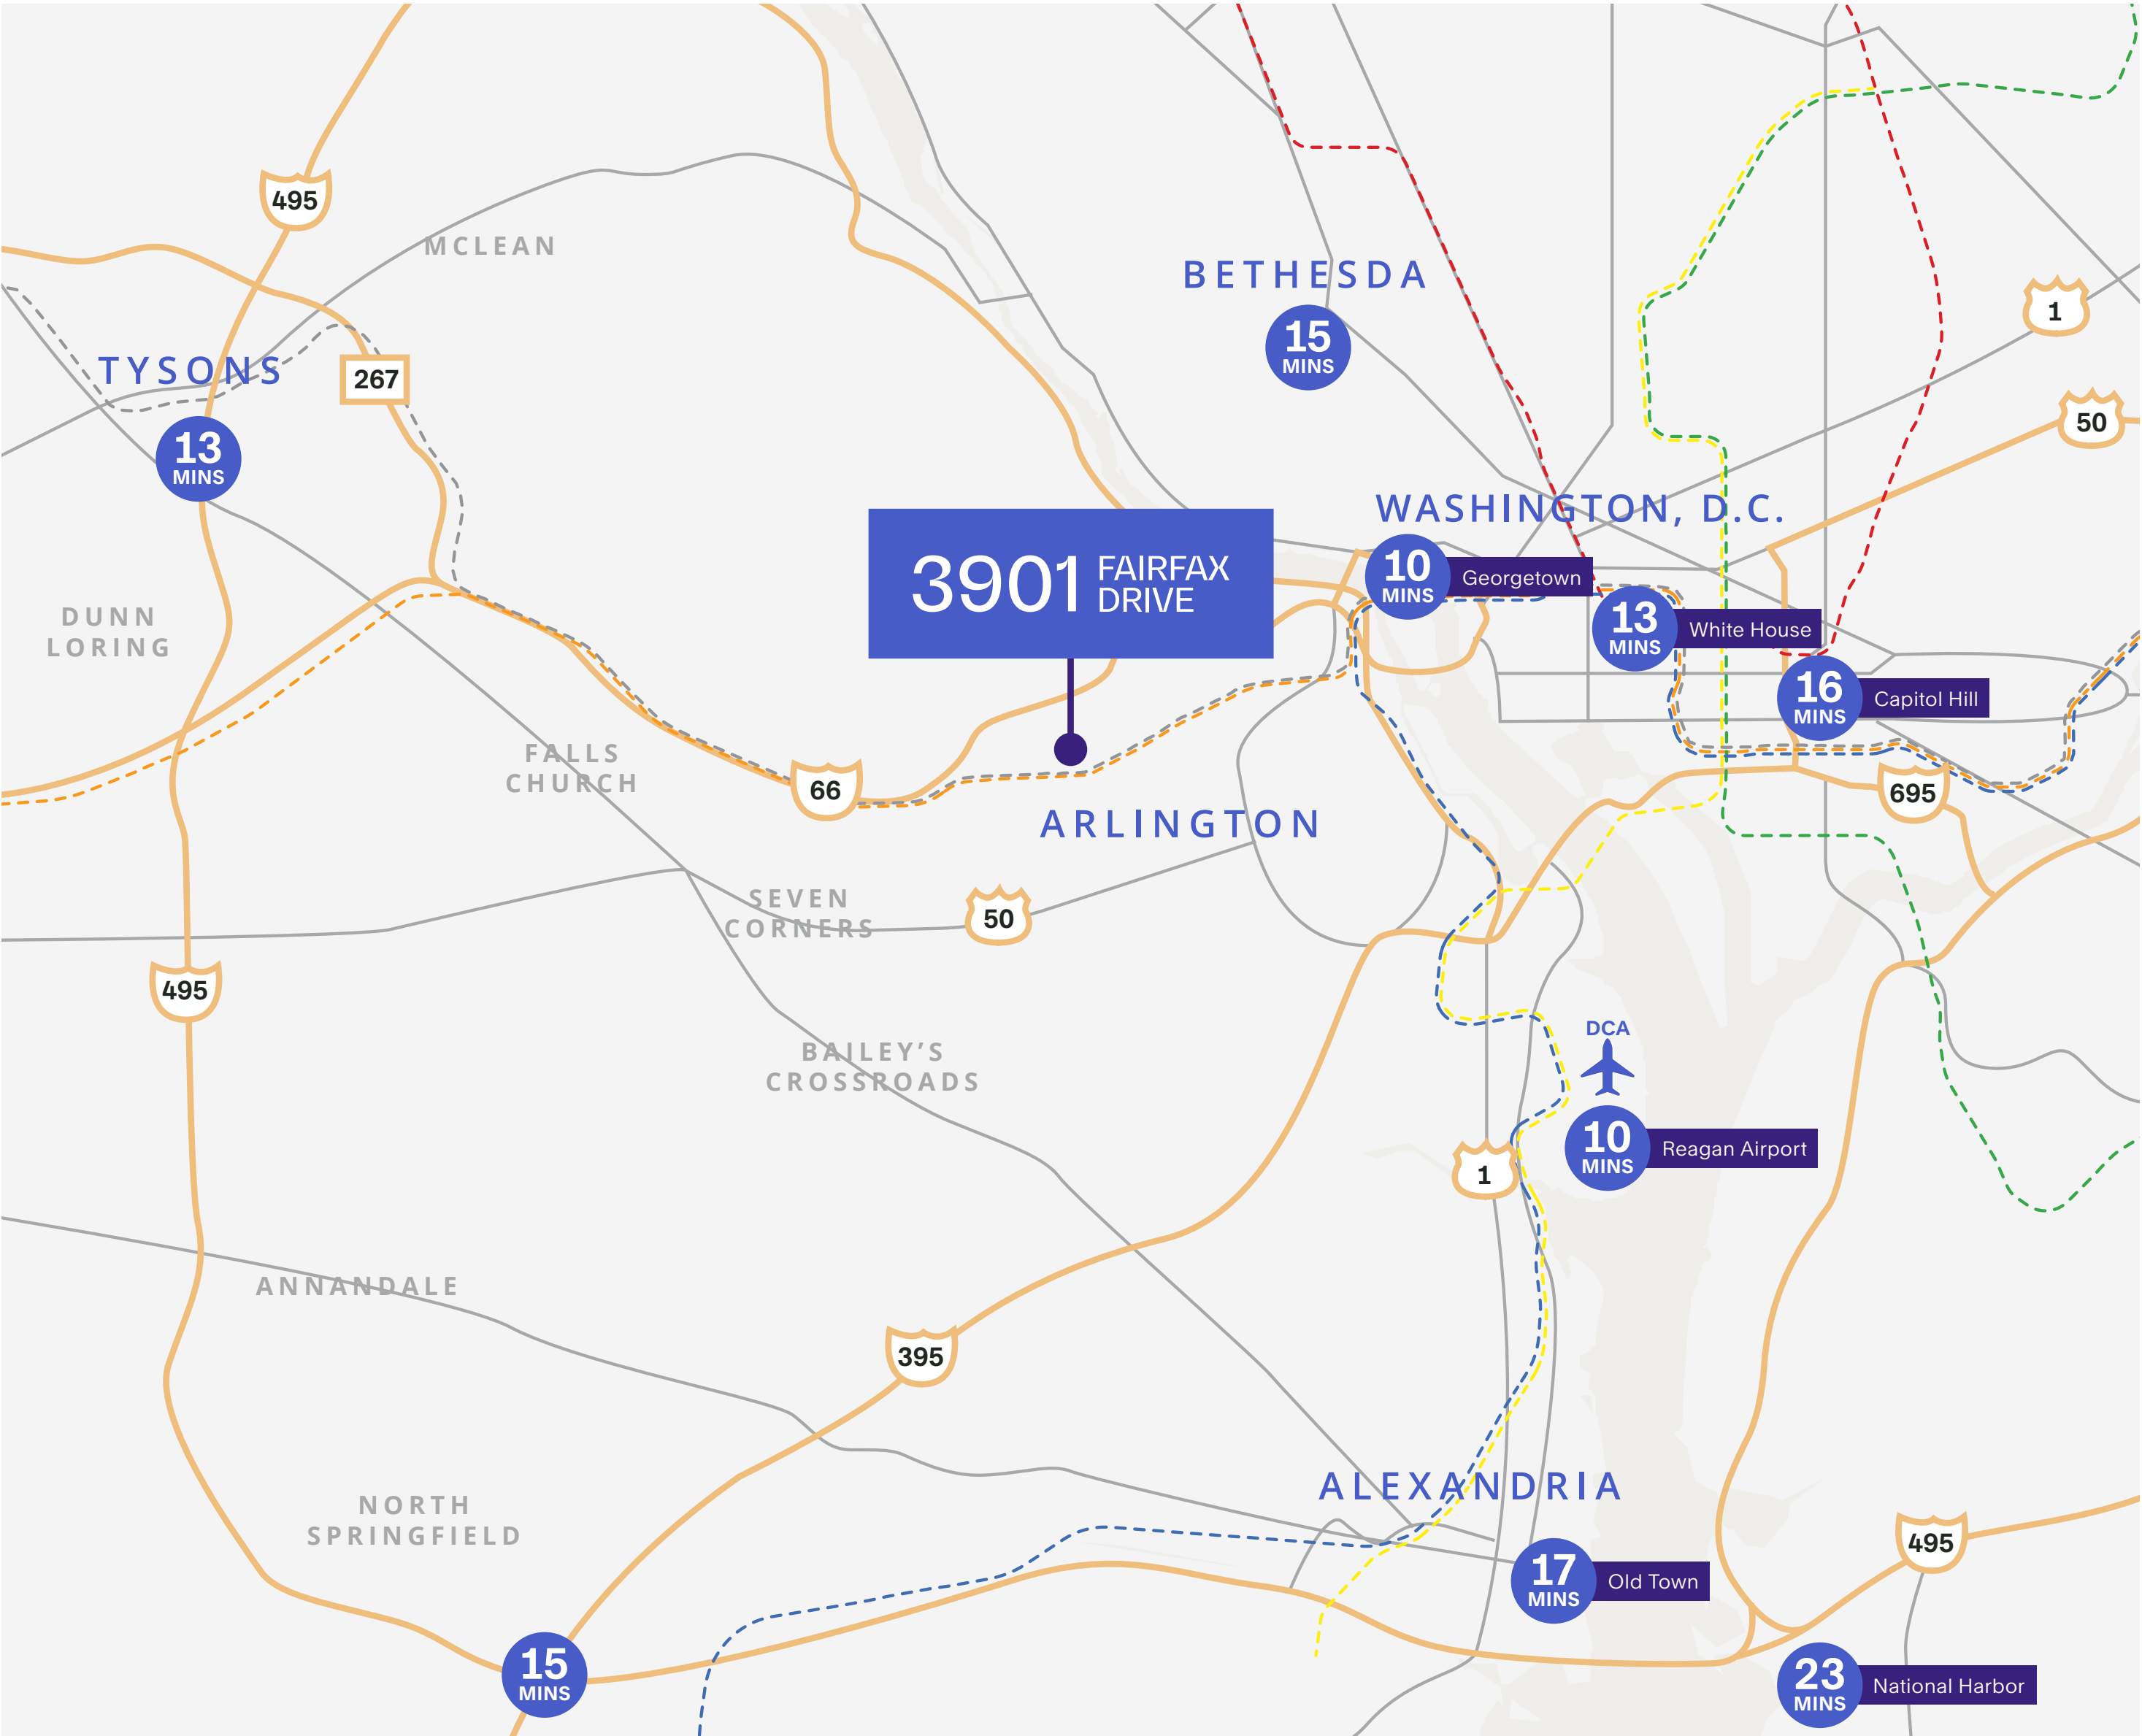 495
MCLEAN
BETHESDA
15
MINS
1
TYSONS
267
50
13
MINS
WASHINGTON, D.C.
3901 FAIRFAX
DRIVE
10
MINS
Georgetown
13
MINS
White House
DUNN
LORING
16
MINS
Capitol Hill
FALLS
CHURCH
66
695
ARLINGTON
SEVEN
CORNERS
50
495
DCA
BAILEY’S
CROSSROADS
10
MINS
Reagan Airport
1
ANNANDALE
395
ALEXANDRIA
NORTH
SPRINGFIELD
495
17
MINS
Old Town
15
MINS
23
MINS
National Harbor